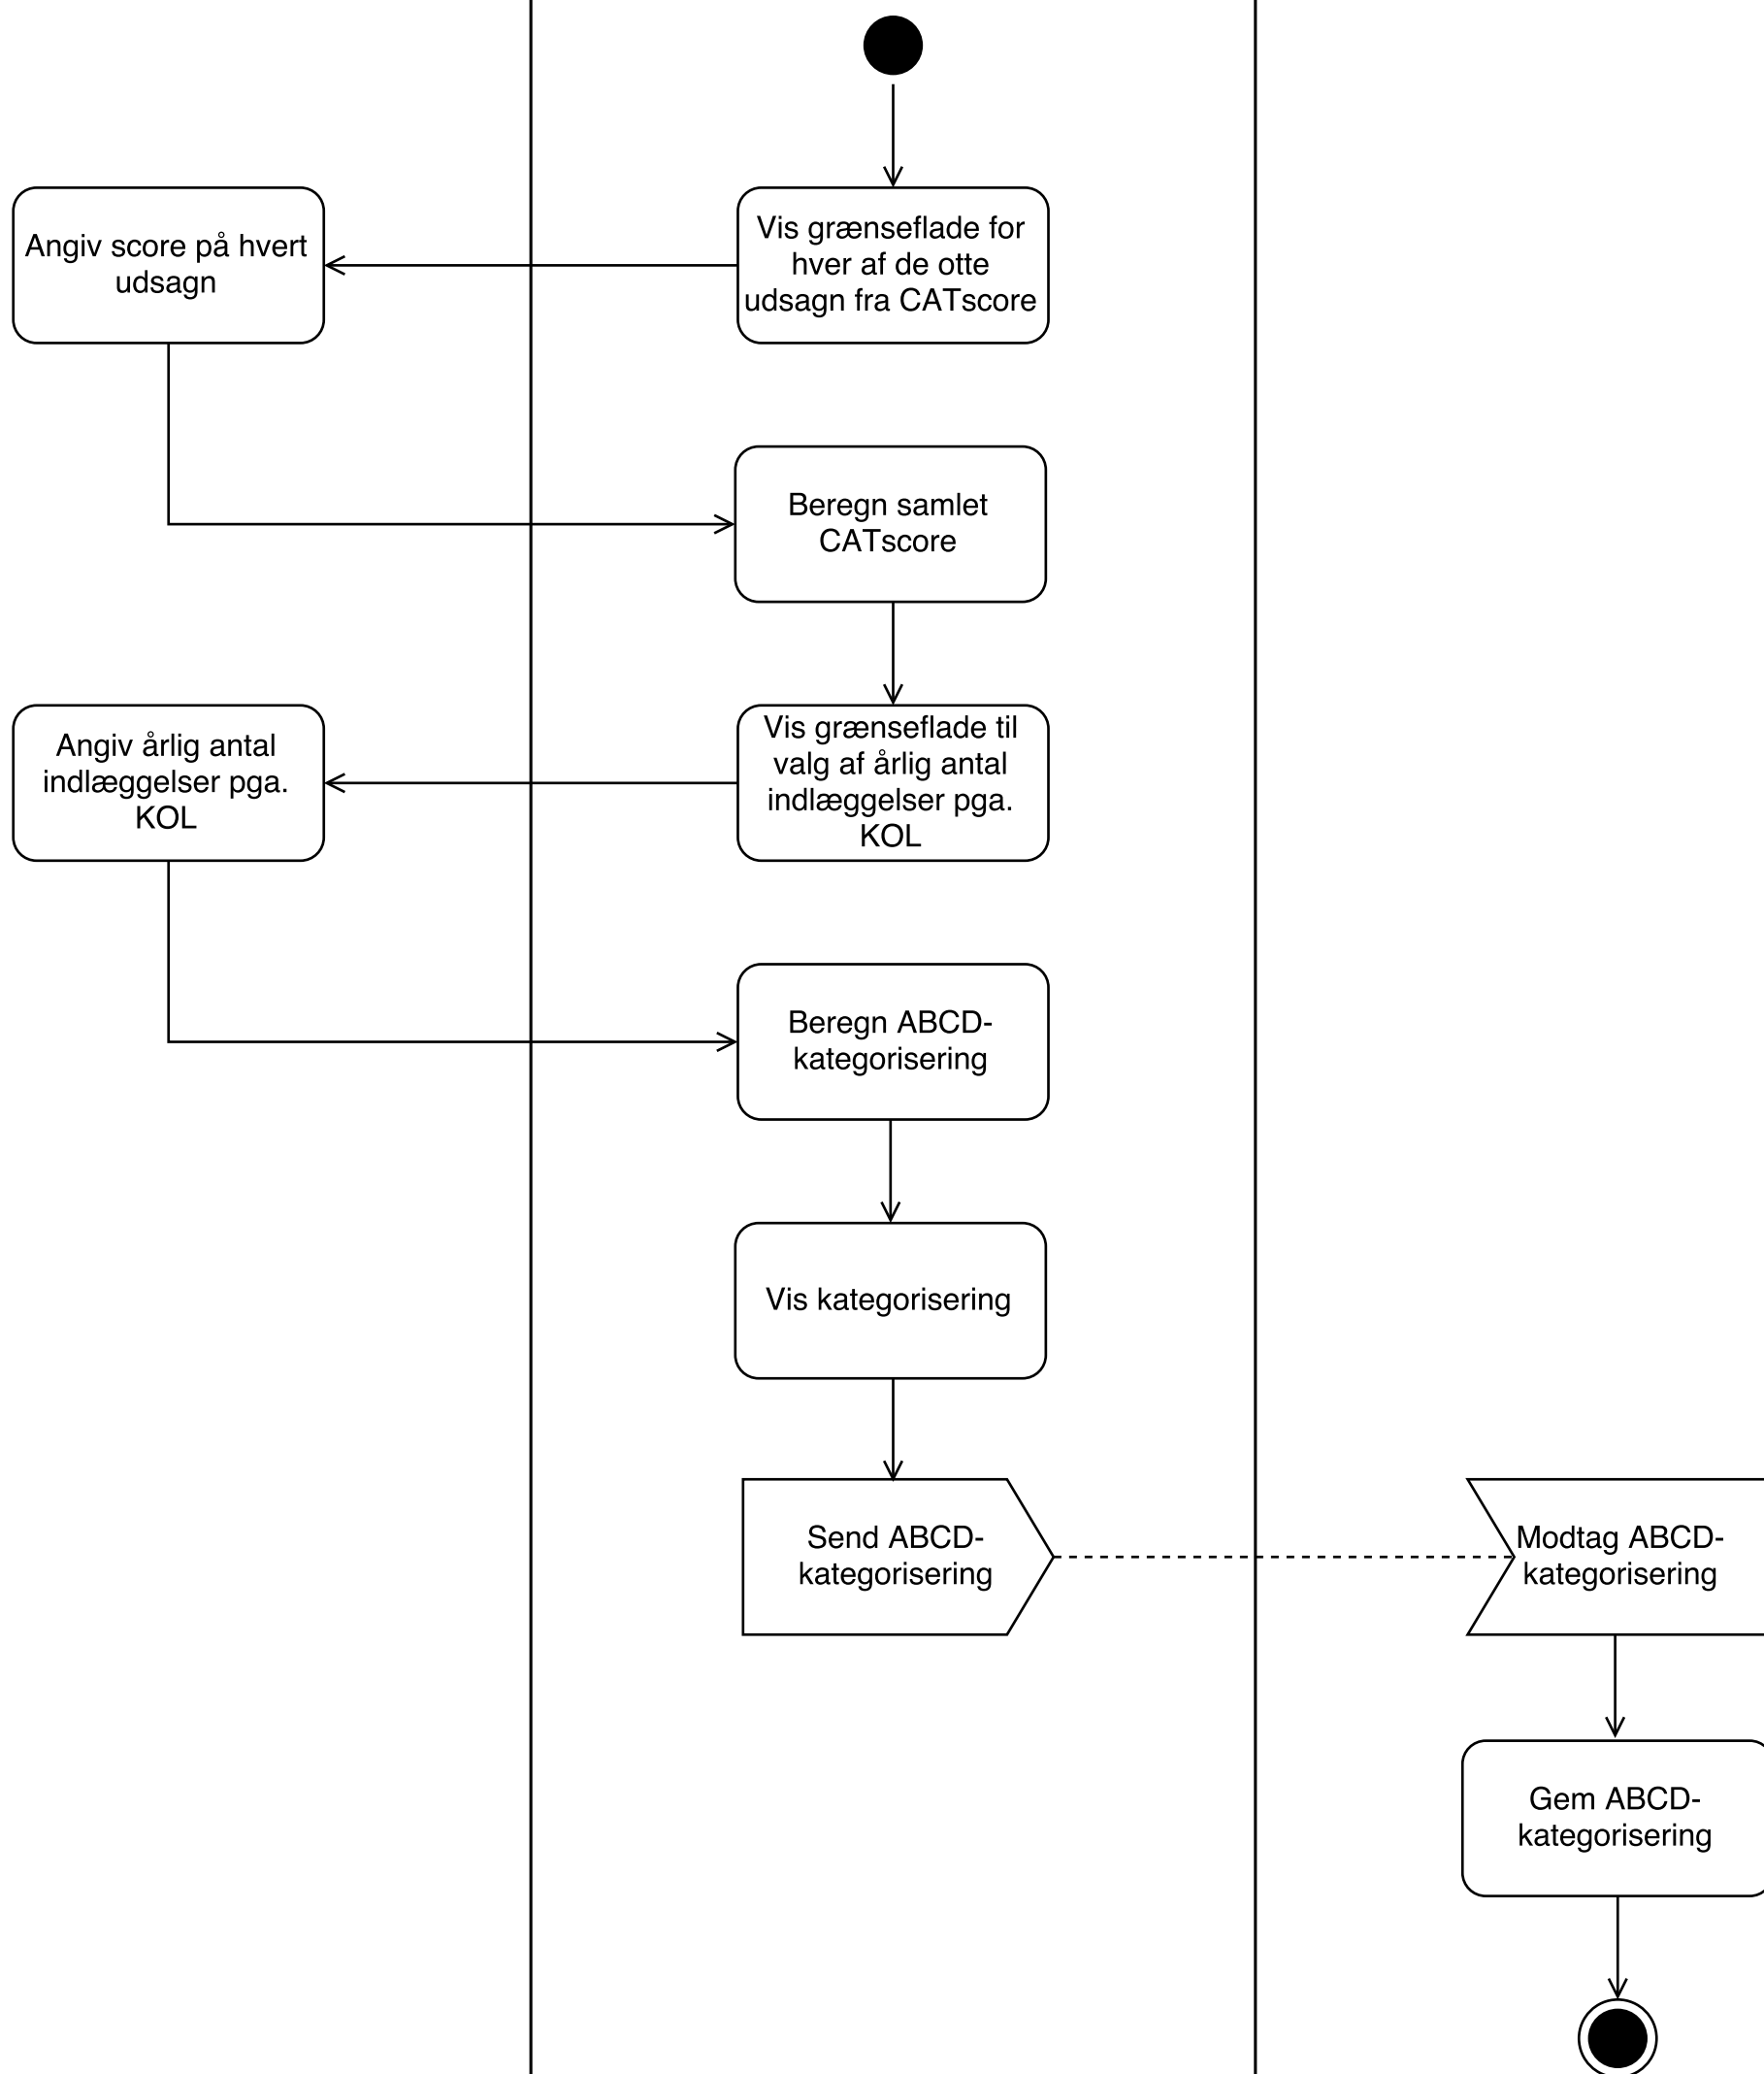 Vis grænseflade for
hver af de otte
udsagn fra CATscore
Angiv score på hvert
udsagn
Beregn samlet
CATscore
Vis grænseflade til
valg af årlig antal
indlæggelser pga.
KOL
Angiv årlig antal
indlæggelser pga.
KOL
Beregn ABCD-
kategorisering
Vis kategorisering
Send ABCD-
kategorisering
Modtag ABCD-
kategorisering
Gem ABCD-
kategorisering